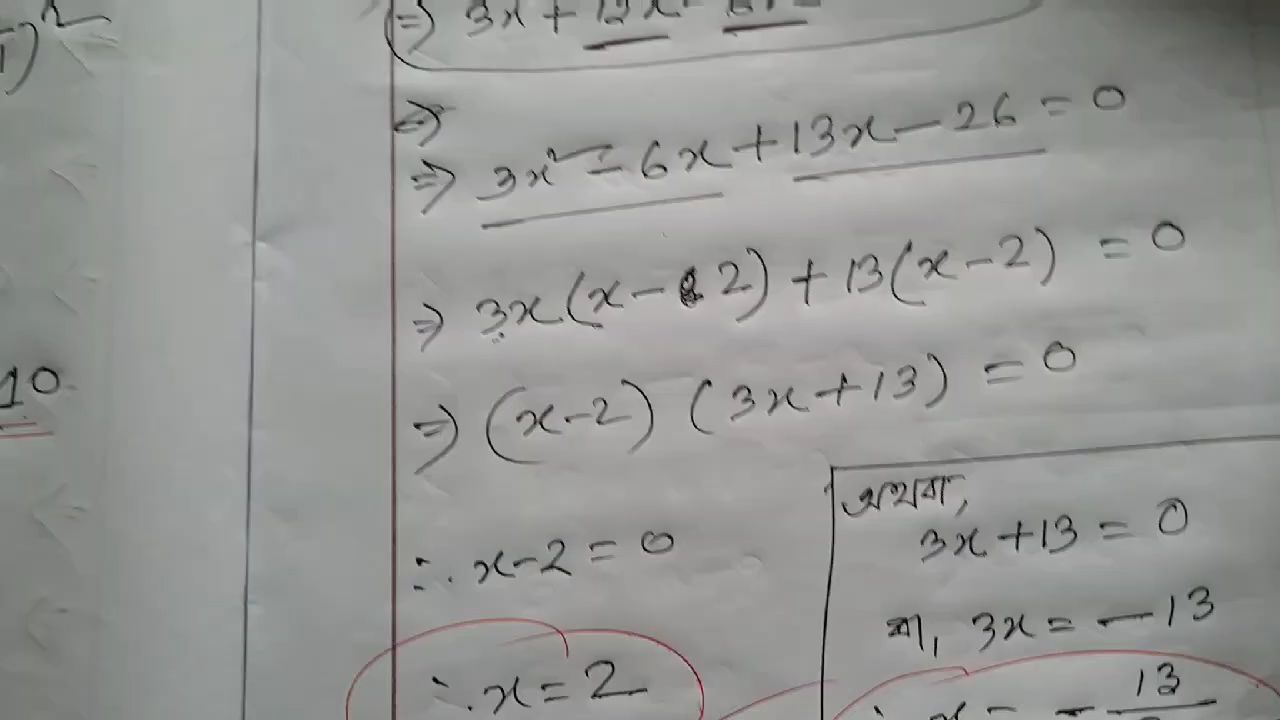 ⇒
⇒ 3x² - 6x + 13x - 26 = 0
⇒ 3x(x - 2) + 13(x - 2) = 0
⇒ (x-2) (3x+13) = 0
10
∴ x-2 = 0
∴ x = 2
অথবা,
3x + 13 = 0
বা, 3x = - 13